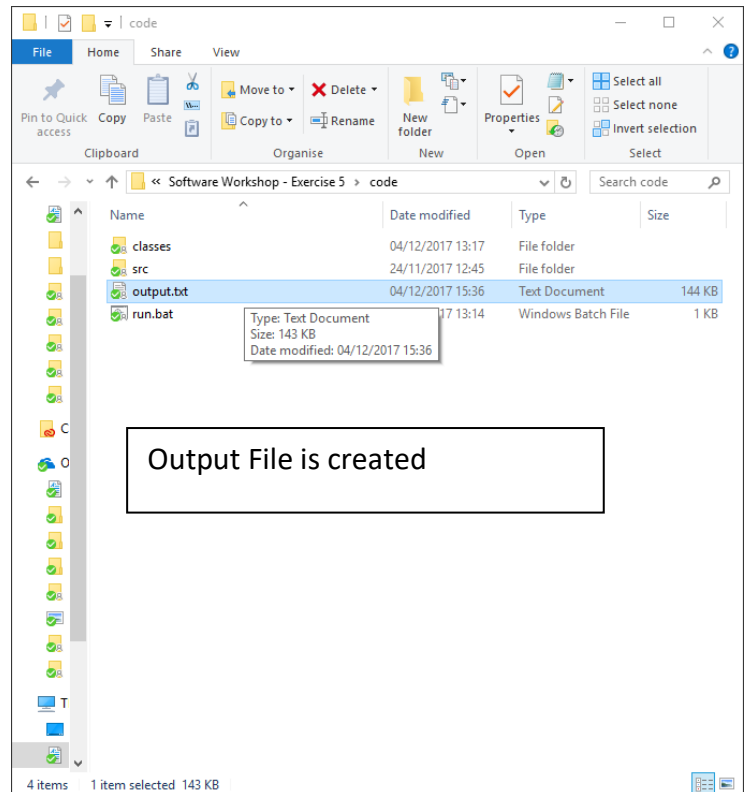 code
File Home Share View
Pin to Quick access
Copy
Paste
Move to
Copy to
Delete
Rename
New folder
Properties
Select all
Select none
Invert selection
Clipboard Organise New Open Select
« Software Workshop - Exercise 5 › code
Search code
Name Date modified Type Size
classes 04/12/2017 13:17 File folder
src 24/11/2017 12:45 File folder
output.txt 04/12/2017 15:36 Text Document 144 KB
run.bat 17 13:14 Windows Batch File 1 KB
Type: Text Document
Size: 143 KB
Date modified: 04/12/2017 15:36
C
O
T
Output File is created
4 items 1 item selected 143 KB